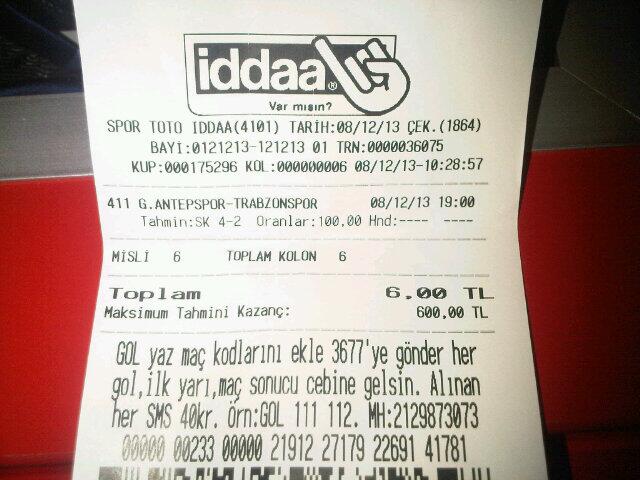 iddaa®
Var mısın?
SPOR TOTO IDDAA(4101) TARİH:08/12/13 ÇEK.(1864)
BAYİ:0121213-121213 01 TRN:0000036075
KUP:000175296 KOL:000000006 08/12/13-10:28:57
411 G.ANTEPSPOR-TRABZONSPOR 08/12/13 19:00
Tahmin:SK 4-2 Oranlar:100,00 Hnd:---- ----
MİSLİ 6 TOPLAM KOLON 6
Toplam 6,00 TL
Maksimum Tahmini Kazanç: 600,00 TL
GOL yaz maç kodlarını ekle 3677'ye gönder her
gol,ilk yarı,maç sonucu cebine gelsin. Alınan
her SMS 40kr. Örn:GOL 111 112. MH:2129873073
00000 00233 00000 21912 27179 22691 41781